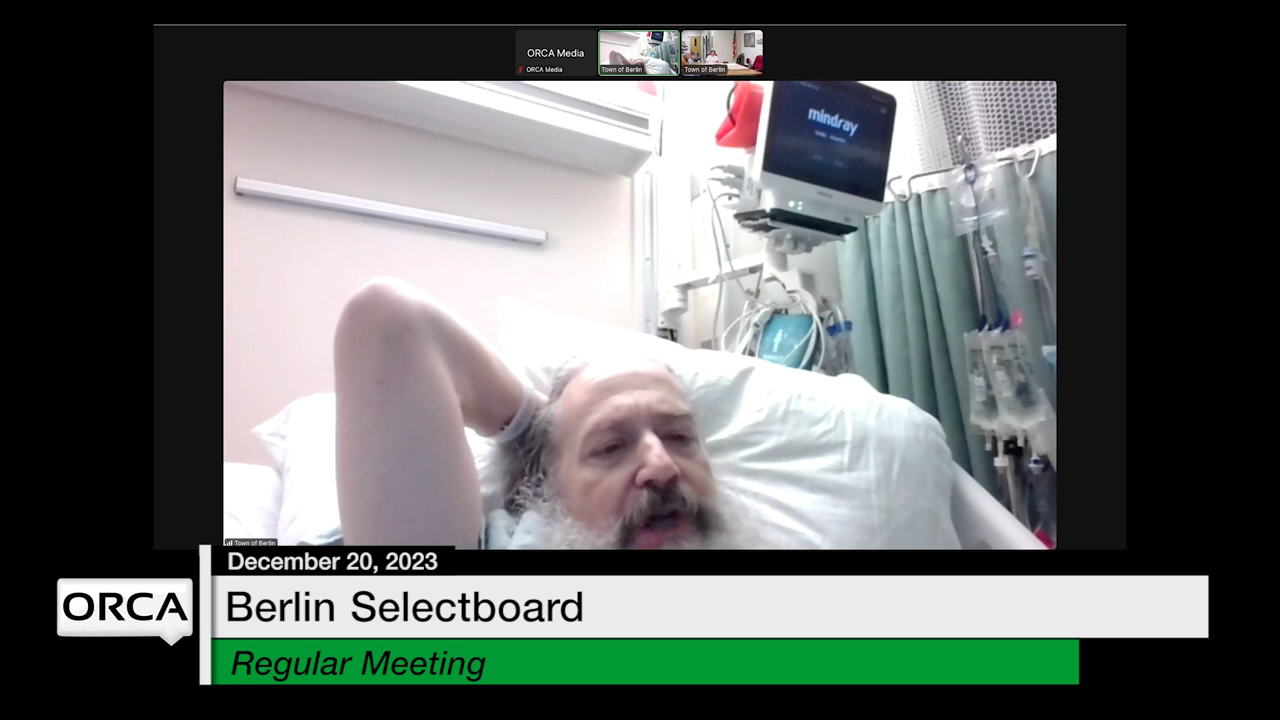 ORCA Media
ORCA Media
Town of Berlin
Town of Berlin
mindray
Town of Berlin
December 20, 2023
ORCA
Berlin Selectboard
Regular Meeting